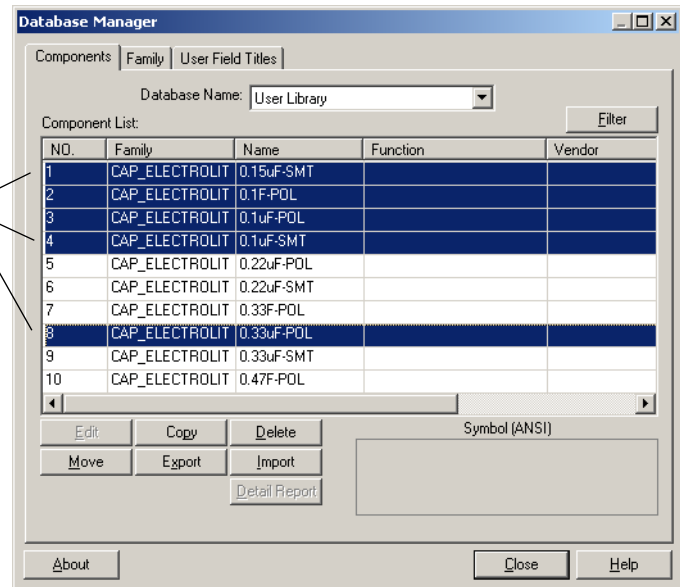 Database Manager
Components Family User Field Titles
Database Name: User Library
Component List: Filter
NO. Family Name Function Vendor
1 CAP_ELECTROLIT 0.15uF-SMT
2 CAP_ELECTROLIT 0.1F-POL
3 CAP_ELECTROLIT 0.1uF-POL
4 CAP_ELECTROLIT 0.1uF-SMT
5 CAP_ELECTROLIT 0.22uF-POL
6 CAP_ELECTROLIT 0.22uF-SMT
7 CAP_ELECTROLIT 0.33F-POL
8 CAP_ELECTROLIT 0.33uF-POL
9 CAP_ELECTROLIT 0.33uF-SMT
10 CAP_ELECTROLIT 0.47F-POL
Edit Copy Delete Symbol (ANSI)
Move Export Import
Detail Report
About Close Help